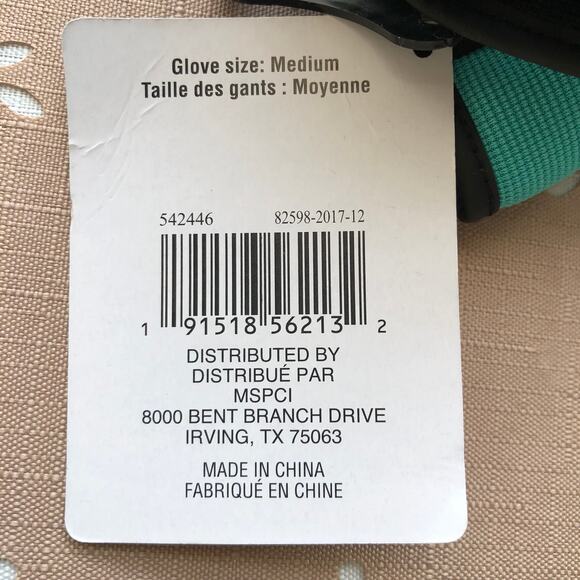 Glove size: Medium
Taille des gants : Moyenne
542446 82598-2017-12
1 91518 56213 2
DISTRIBUTED BY
DISTRIBUÉ PAR
MSPCI
8000 BENT BRANCH DRIVE
IRVING, TX 75063
MADE IN CHINA
FABRIQUÉ EN CHINE